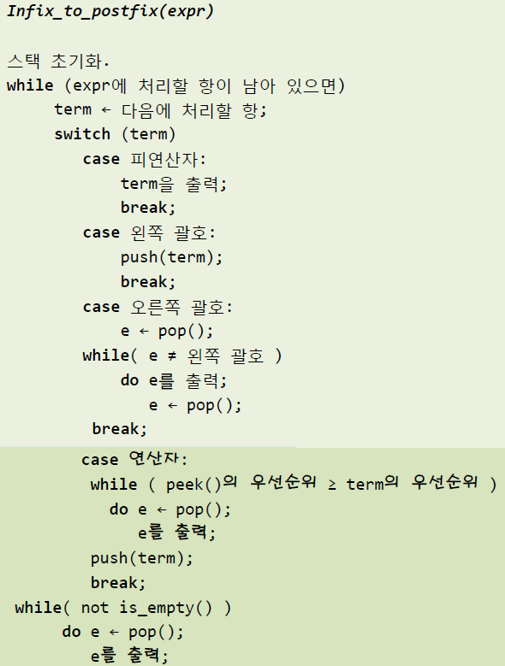 Infix_to_postfix(expr)
스택 초기화.
while (expr에 처리할 항이 남아 있으면)
term ← 다음에 처리할 항;
switch (term)
case 피연산자:
term을 출력;
break;
case 왼쪽 괄호:
push(term);
break;
case 오른쪽 괄호:
e ← pop();
while( e ≠ 왼쪽 괄호 )
do e를 출력;
e ← pop();
break;
case 연산자:
while ( peek()의 우선순위 ≥ term의 우선순위 )
do e ← pop();
e를 출력;
push(term);
break;
while( not is_empty() )
do e ← pop();
e를 출력;